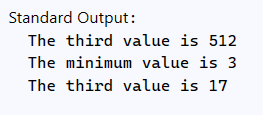 Standard Output:
The third value is 512
The minimum value is 3
The third value is 17